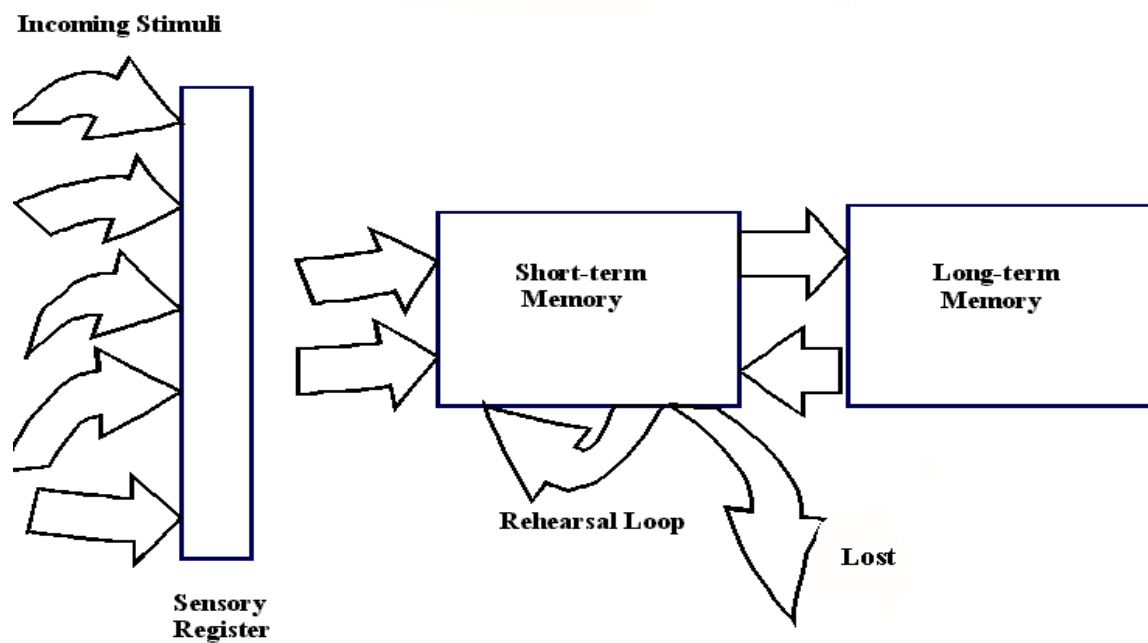 Incoming Stimuli
Short-term
Memory
Long-term
Memory
Rehearsal Loop
Lost
Sensory
Register